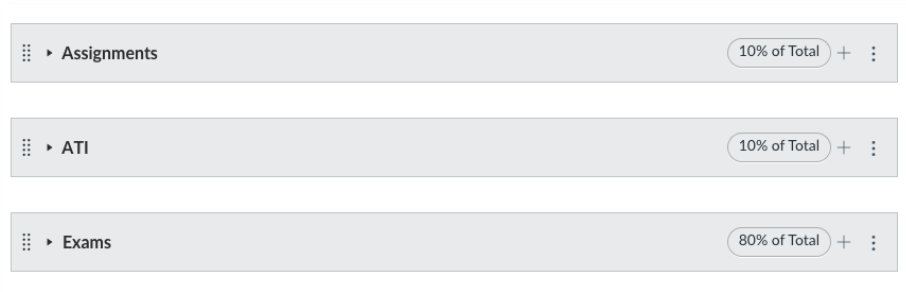 Assignments 10% of Total
ATI 10% of Total
Exams 80% of Total